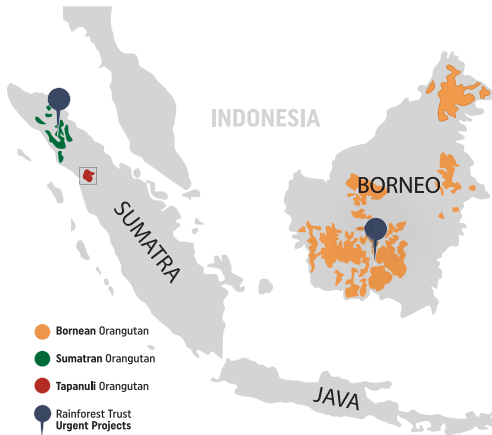 INDONESIA
BORNEO
SUMATRA
JAVA
Bornean Orangutan
Sumatran Orangutan
Tapanuli Orangutan
Rainforest Trust
Urgent Projects